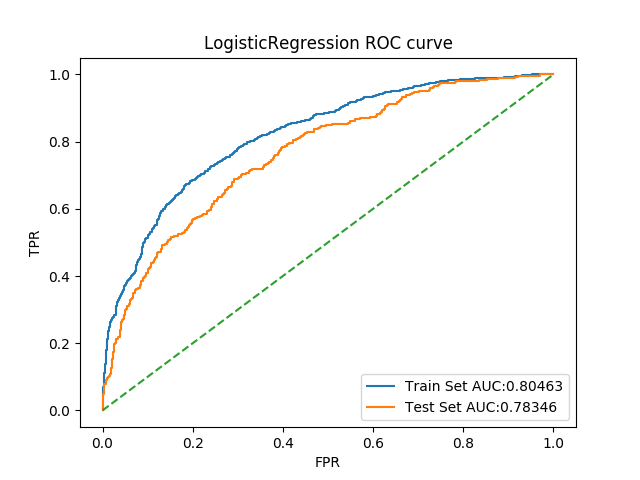 LogisticRegression ROC curve
1.0
0.8
0.6
0.4
0.2
0.0
TPR
0.0 0.2 0.4 0.6 0.8 1.0
FPR
Train Set AUC:0.80463
Test Set AUC:0.78346